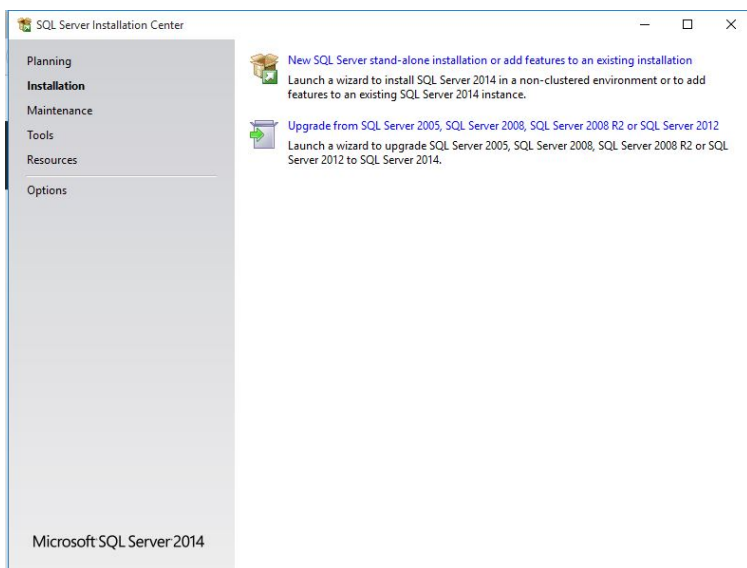 SQL Server Installation Center
Planning
Installation
Maintenance
Tools
Resources
Options
New SQL Server stand-alone installation or add features to an existing installation
Launch a wizard to install SQL Server 2014 in a non-clustered environment or to add
features to an existing SQL Server 2014 instance.
Upgrade from SQL Server 2005, SQL Server 2008, SQL Server 2008 R2 or SQL Server 2012
Launch a wizard to upgrade SQL Server 2005, SQL Server 2008, SQL Server 2008 R2 or SQL
Server 2012 to SQL Server 2014.
Microsoft SQL Server 2014